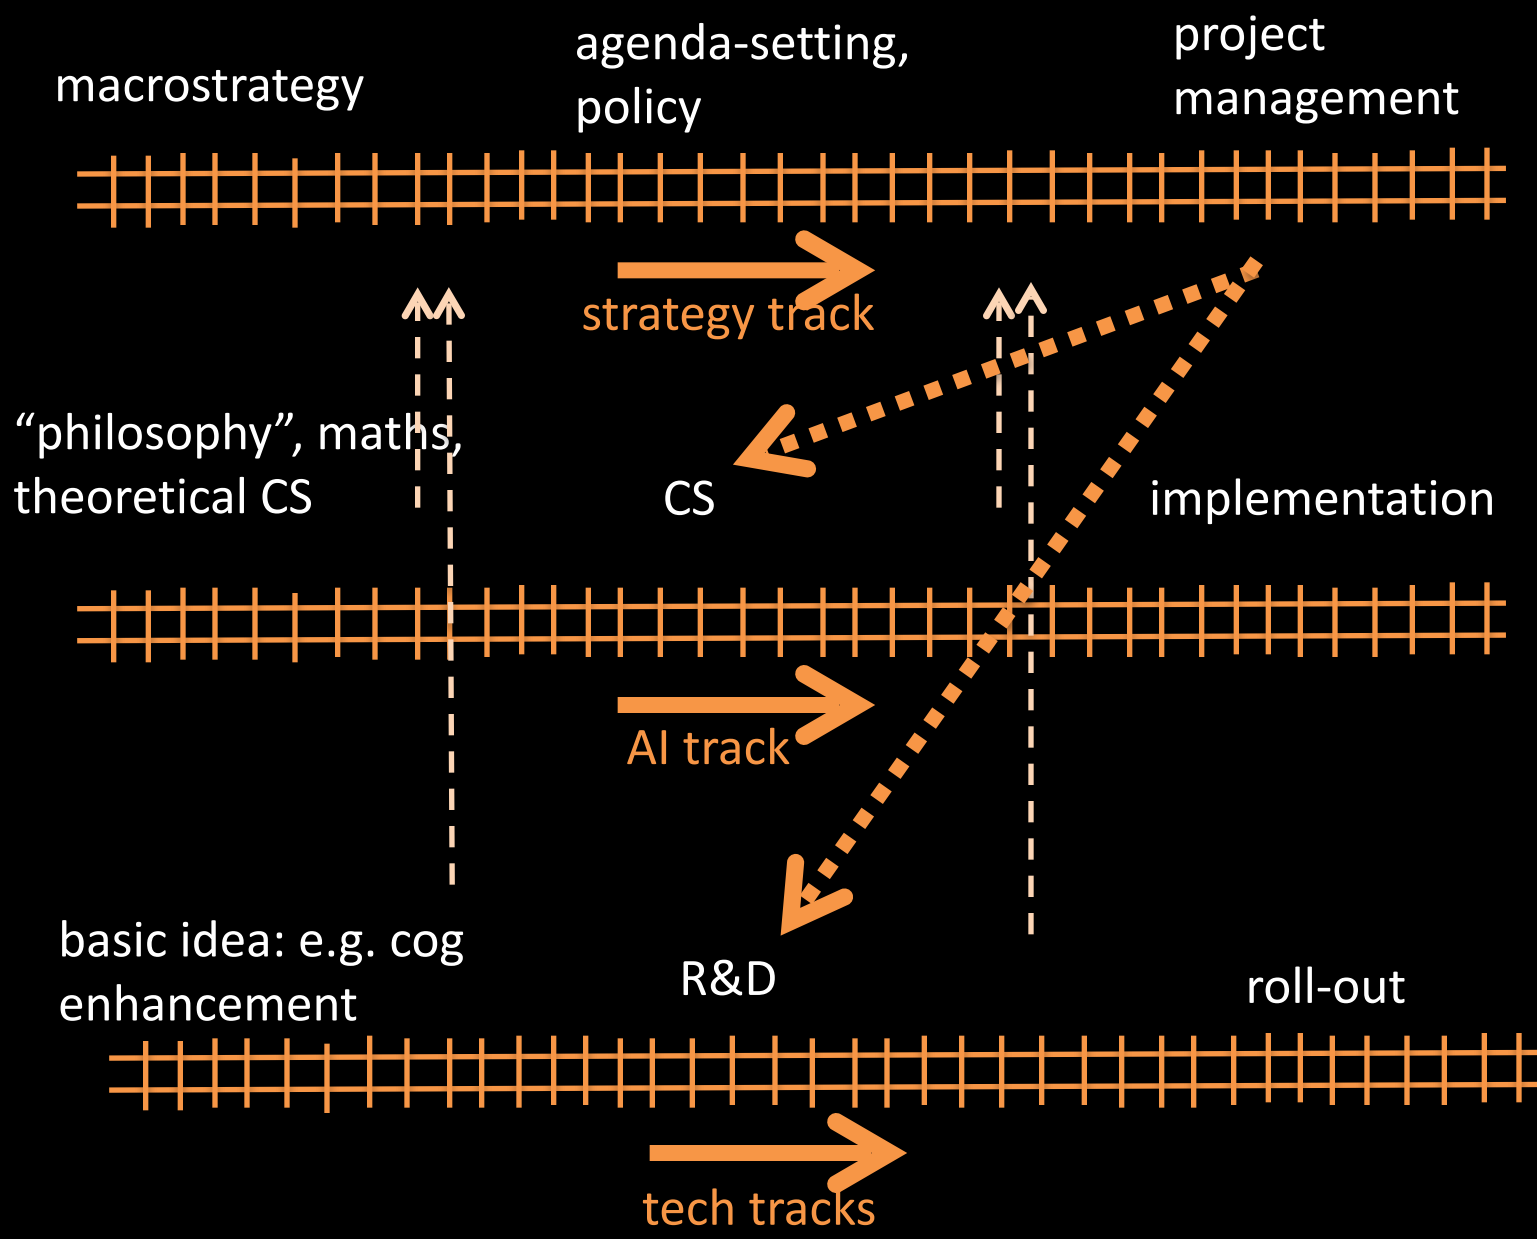 macrostrategy
agenda-setting,
policy
project
management
strategy track
“philosophy”, maths,
theoretical CS
CS
implementation
AI track
basic idea: e.g. cog
enhancement
R&D
roll-out
tech tracks